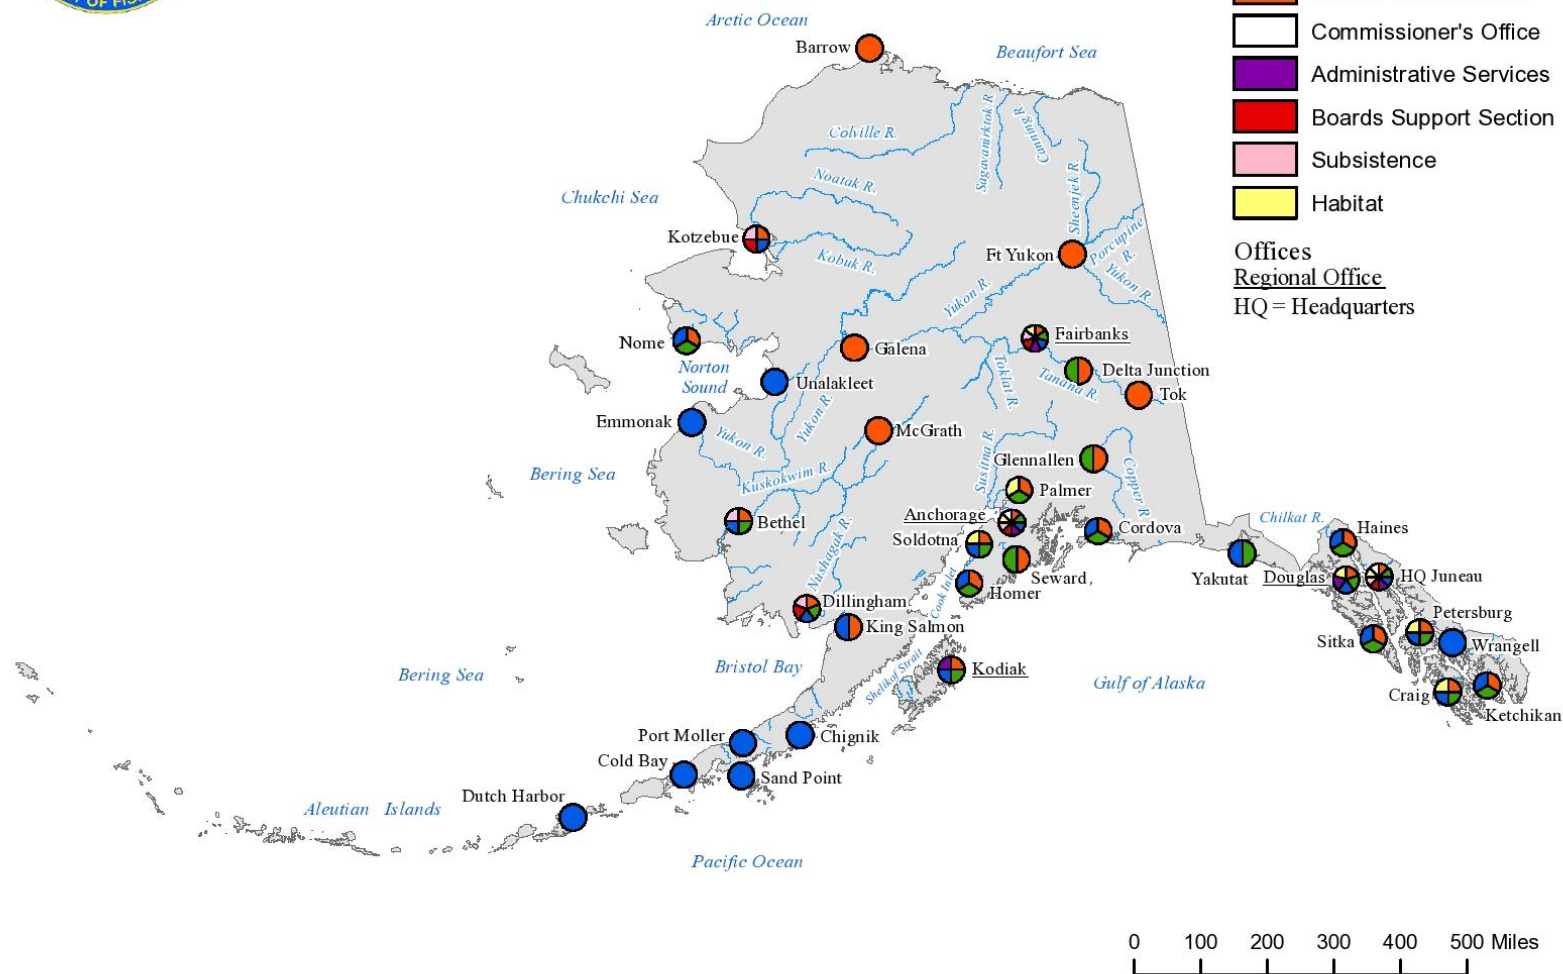 OF FIS
Arctic Ocean
Barrow
Beaufort Sea
Commissioner's Office
Administrative Services
Boards Support Section
Subsistence
Habitat
Offices
Regional Office
HQ = Headquarters
Colville R.
Sagavanirktok R
Canning R.
Noatak R.
Sheenjek R.
Chukchi Sea
Kotzebue
Kobuk R.
Ft Yukon
Porcupine
R.
Yukon R.
Yukon R.
Nome
Galena
Fairbanks
Norton
Sound
Unalakleet
Toklat R.
Delta Junction
Tanana R.
Tok
Emmonak
Yukon R.
Yukon R.
McGrath
Bering Sea
Kuskokwim R.
Susitna R.
Glennallen
Copper R
Palmer
Bethel
Anchorage
Cordova
Chilkat R.
Haines
Nushagak R.
Soldotna
Cook Inlet
Seward
Homer
Yakutat
Douglas
HQ Juneau
Dillingham
King Salmon
Petersburg
Sitka
Wrangell
Bering Sea
Bristol Bay
Shelikof Strait
Kodiak
Gulf of Alaska
Craig
Ketchikan
Port Moller
Chignik
Cold Bay
Sand Point
Dutch Harbor
Aleutian Islands
Pacific Ocean
0 100 200 300 400 500 Miles